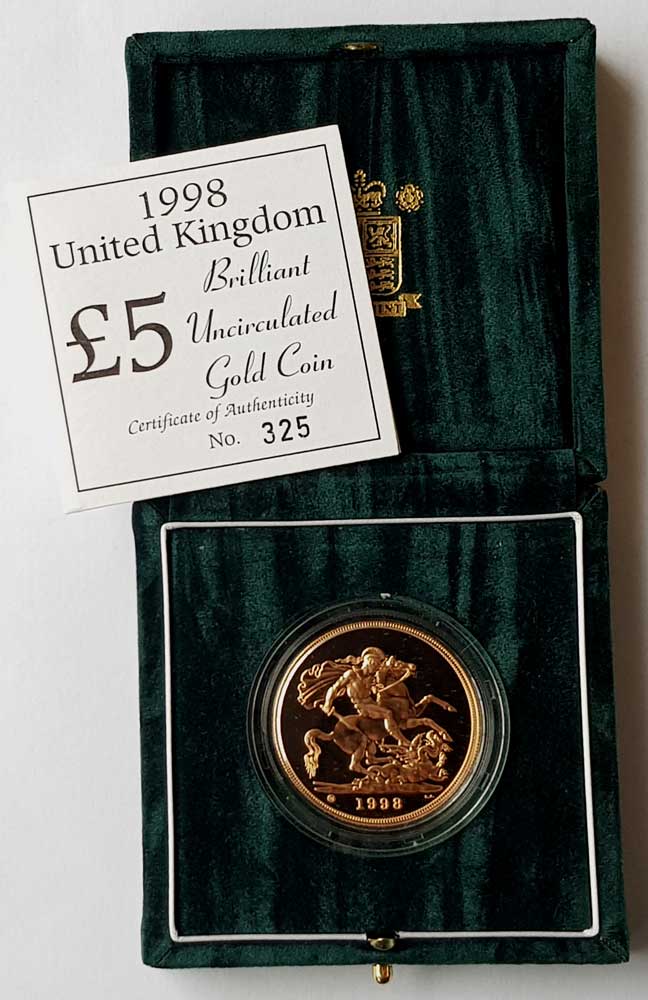 1998
United Kingdom
£5 Brilliant
Uncirculated
Gold Coin
Certificate of Authenticity
No. 325
1998